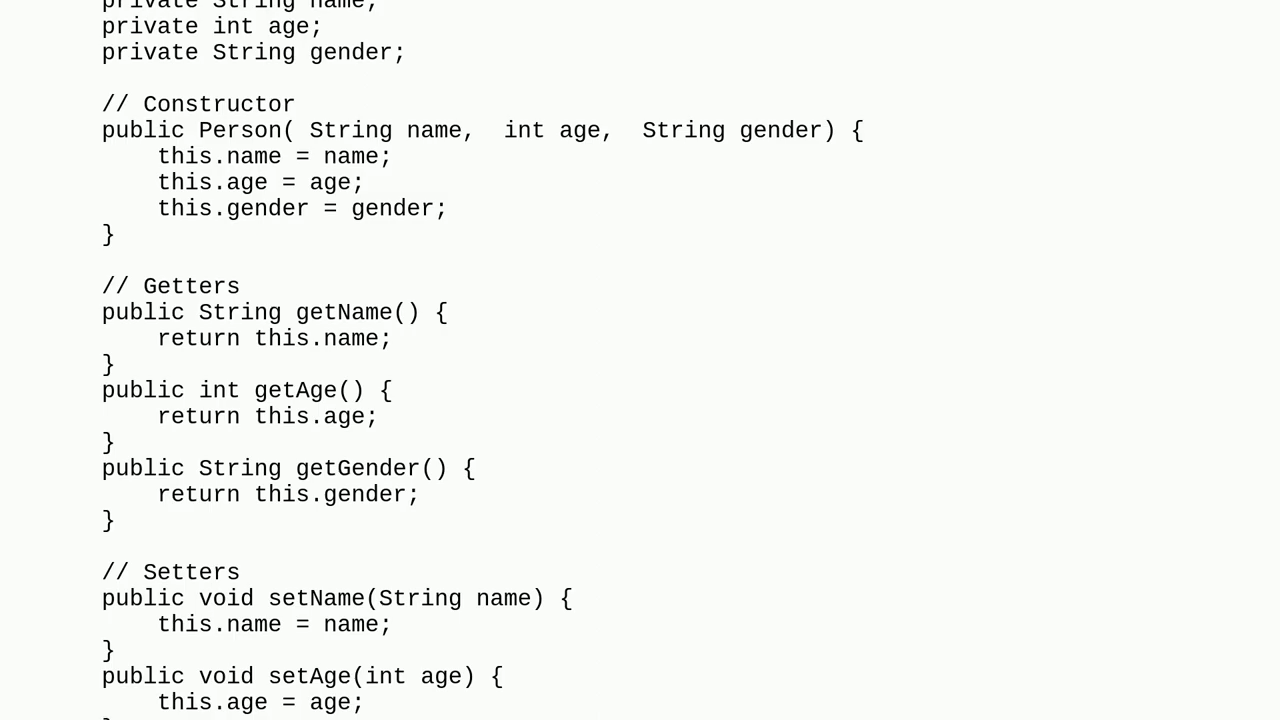 private String name;
private int age;
private String gender;

// Constructor
public Person( String name,  int age,  String gender) {
    this.name = name;
    this.age = age;
    this.gender = gender;
}

// Getters
public String getName() {
    return this.name;
}
public int getAge() {
    return this.age;
}
public String getGender() {
    return this.gender;
}

// Setters
public void setName(String name) {
    this.name = name;
}
public void setAge(int age) {
    this.age = age;
}